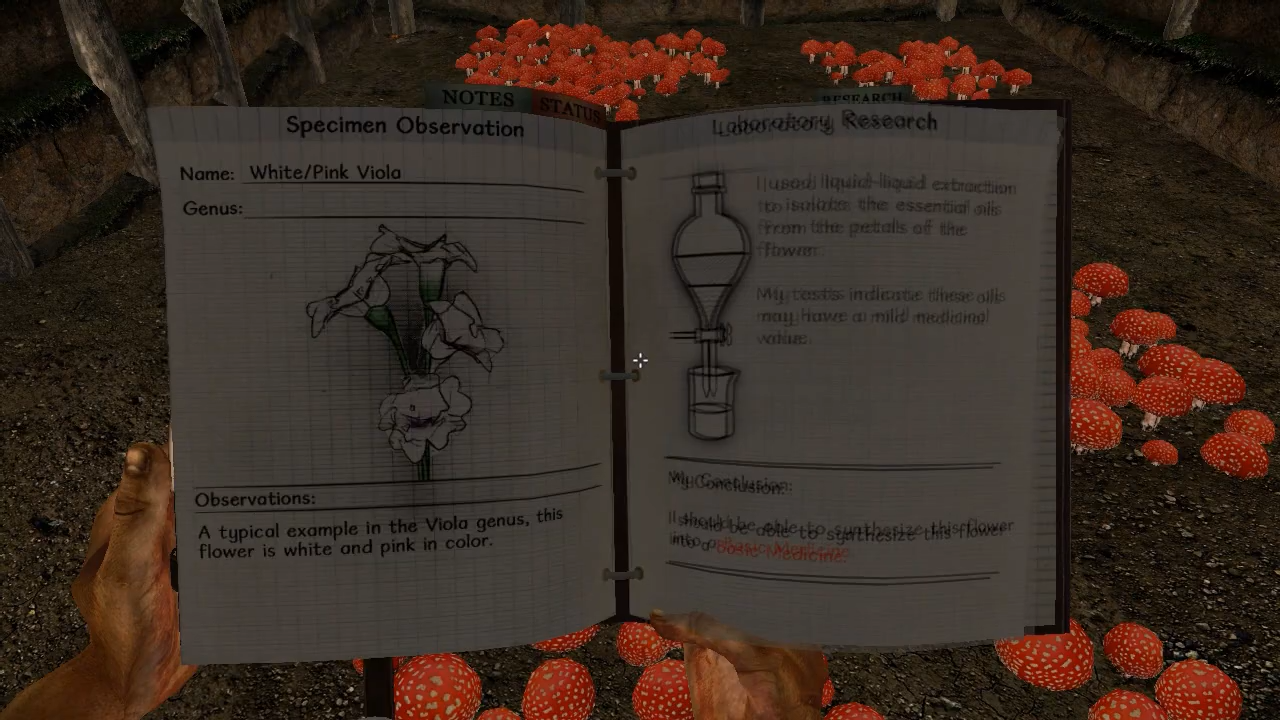 NOTES
STATUS
RESEARCH
Specimen Observation
Name: White/Pink Viola
Genus:
Observations:
A typical example in the Viola genus, this
flower is white and pink in color.
Laboratory Research
I used liquid-liquid extraction
to isolate the essential oils
from the petals of the
flower.
My tests indicate these oils
may have a mild medicinal
value.
My Conclusion:
I should be able to synthesize this flower
into a Basic Medicine.